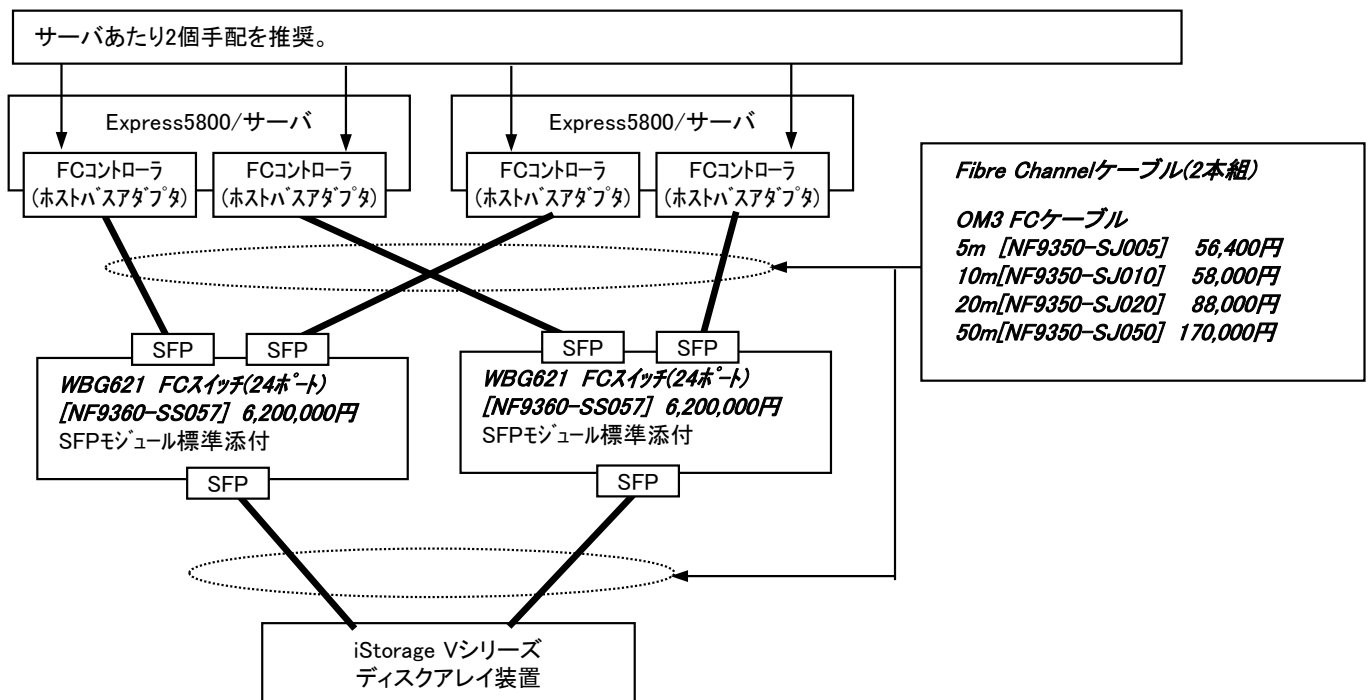 サーバあたり2個手配を推奨。
Express5800/サーバ
Express5800/サーバ
FCコントローラ
(ホストバスアダプタ)
FCコントローラ
(ホストバスアダプタ)
FCコントローラ
(ホストバスアダプタ)
FCコントローラ
(ホストバスアダプタ)
Fibre Channelケーブル(2本組)
OM3 FCケーブル
5m [NF9350-SJ005] 56,400円
10m[NF9350-SJ010] 58,000円
20m[NF9350-SJ020] 88,000円
50m[NF9350-SJ050] 170,000円
SFP
SFP
SFP
SFP
WBG621 FCスイッチ(24ポート)
[NF9360-SS057] 6,200,000円
SFPモジュール標準添付
WBG621 FCスイッチ(24ポート)
[NF9360-SS057] 6,200,000円
SFPモジュール標準添付
SFP
SFP
iStorage Vシリーズ
ディスクアレイ装置